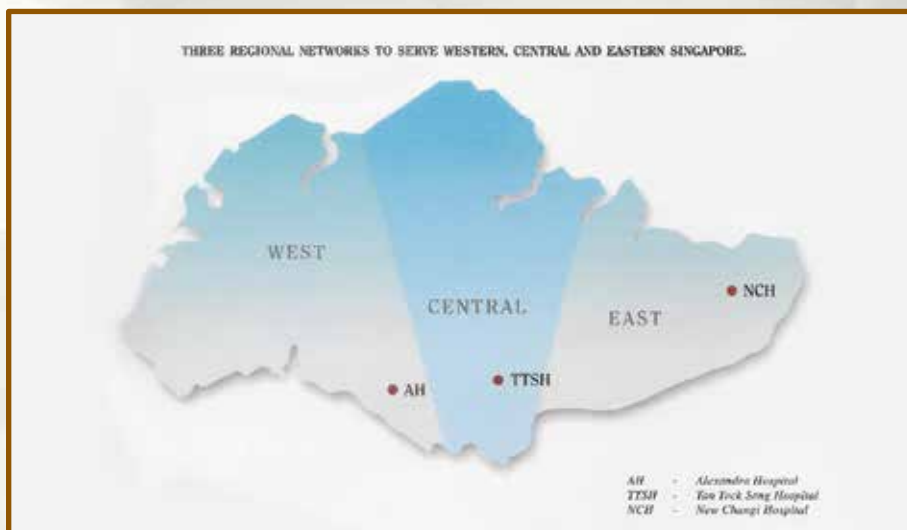 THREE REGIONAL NETWORKS TO SERVE WESTERN, CENTRAL AND EASTERN SINGAPORE.
WEST
CENTRAL
EAST
NCH
TTSH
AH
AH - Alexandra Hospital
TTSH - Tan Tock Seng Hospital
NCH - New Changi Hospital